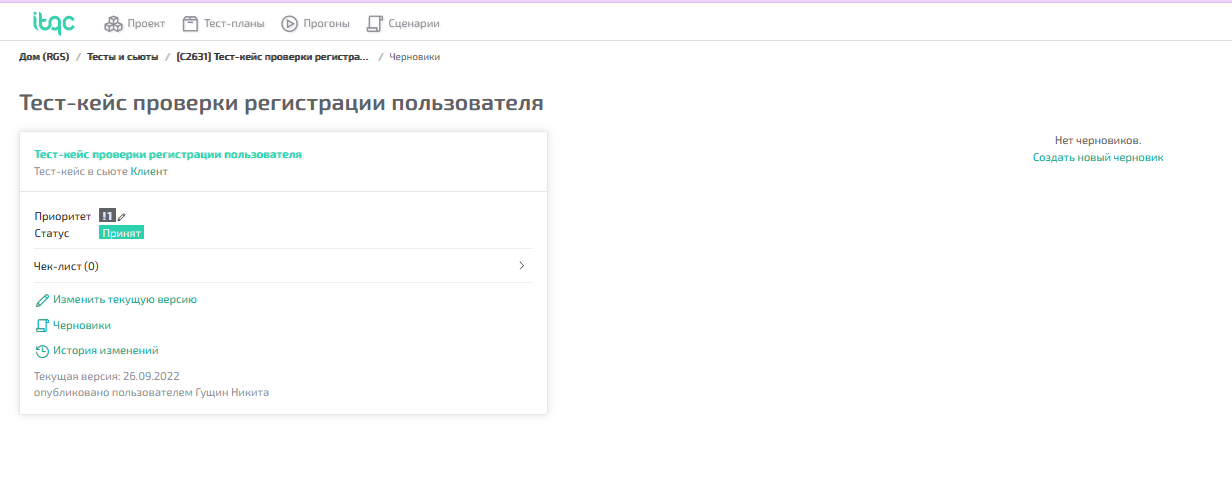 itqc Проект Тест-планы Прогоны Сценарии
Дом (RGS) / Тесты и сьюты / [C2631] Тест-кейс проверки регистра... / Черновики
Тест-кейс проверки регистрации пользователя
Тест-кейс проверки регистрации пользователя
Тест-кейс в сьюте Клиент
Приоритет !1
Статус Принят
Чек-лист (0)
Изменить текущую версию
Черновики
История изменений
Текущая версия: 26.09.2022
опубликовано пользователем Гущин Никита
Нет черновиков.
Создать новый черновик